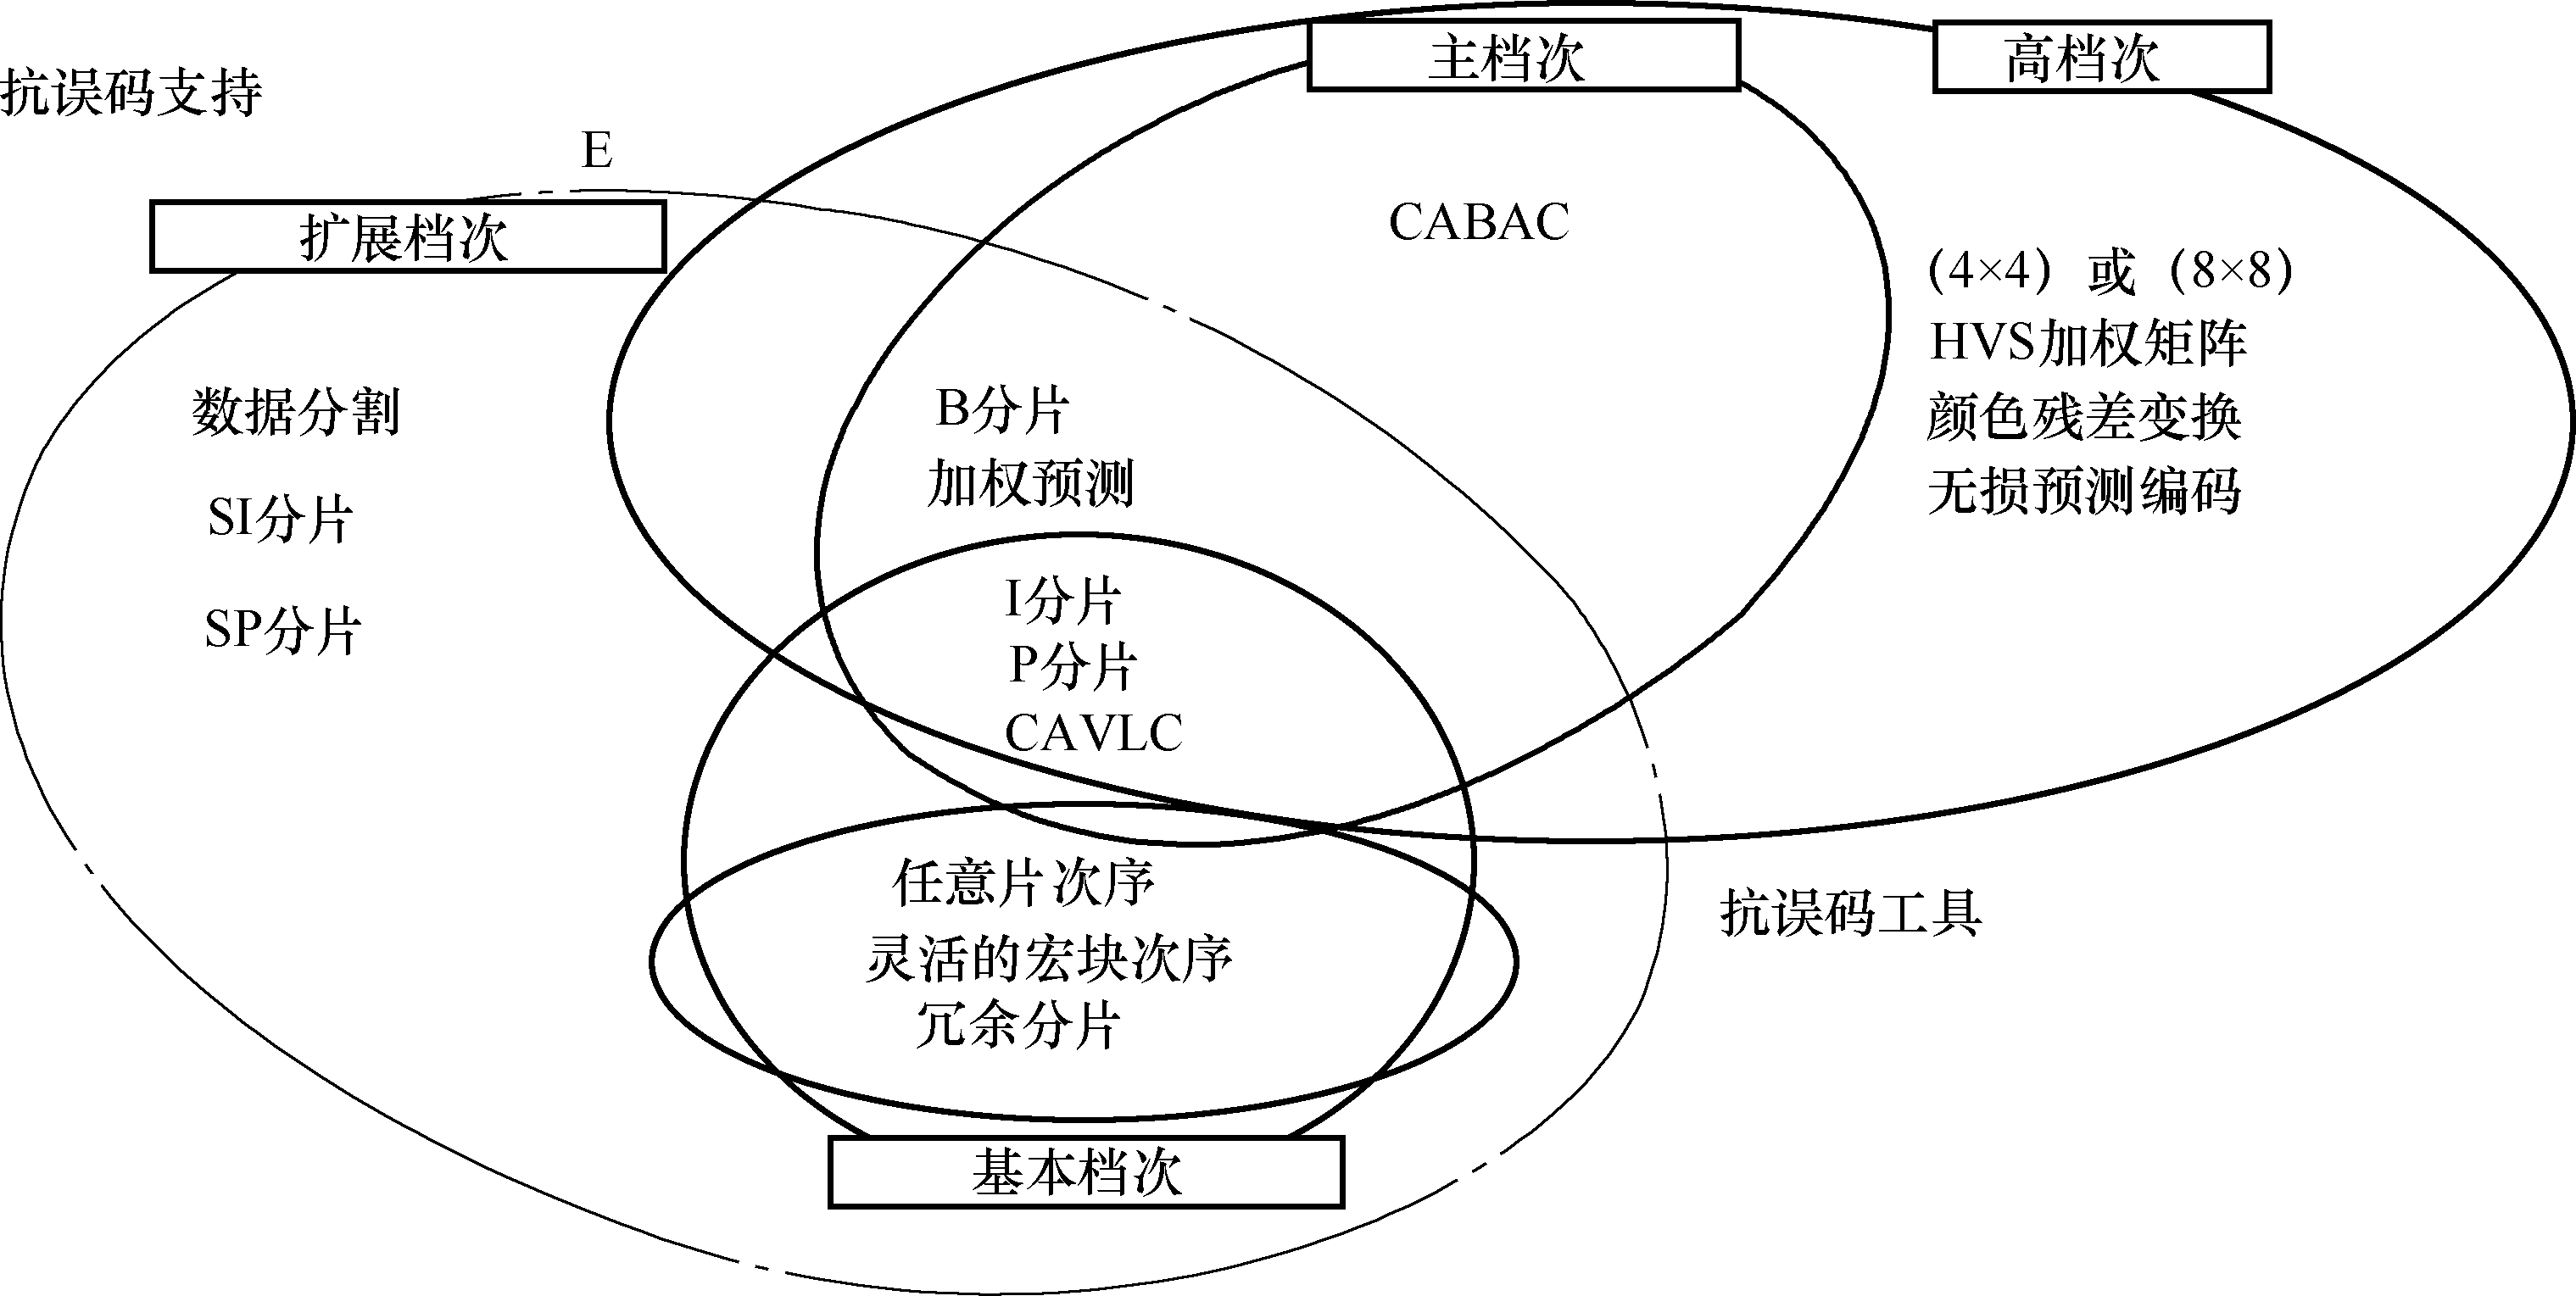 主档次
高档次
抗误码支持
E
扩展档次
CABAC
(4×4) 或 (8×8)
HVS加权矩阵
颜色残差变换
无损预测编码
数据分割
SI分片
SP分片
B分片
加权预测
I分片
P分片
CAVLC
任意片次序
灵活的宏块次序
冗余分片
抗误码工具
基本档次